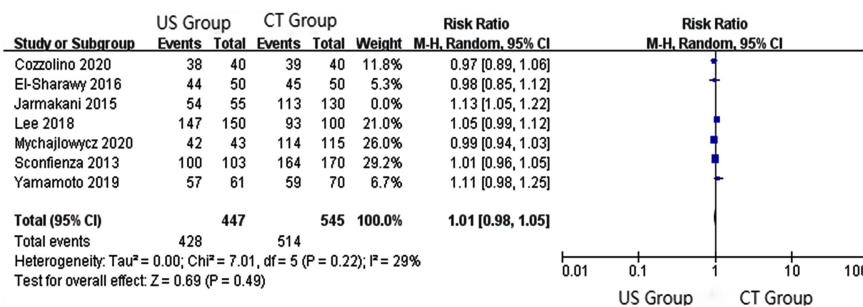 US Group CT Group Risk Ratio Risk Ratio
Study or Subgroup Events Total Events Total Weight M-H, Random, 95% CI M-H, Random, 95% CI
Cozzolino 2020 38 40 39 40 11.8% 0.97 [0.89, 1.06]
El-Sharawy 2016 44 50 45 50 5.3% 0.98 [0.85, 1.12]
Jarmakani 2015 54 55 113 130 0.0% 1.13 [1.05, 1.22]
Lee 2018 147 150 93 100 21.0% 1.05 [0.99, 1.12]
Mychajlowycz 2020 42 43 114 115 26.0% 0.99 [0.94, 1.03]
Sconfienza 2013 100 103 164 170 29.2% 1.01 [0.96, 1.05]
Yamamoto 2019 57 61 59 70 6.7% 1.11 [0.98, 1.25]
Total (95% CI) 447 545 100.0% 1.01 [0.98, 1.05]
Total events 428 514
Heterogeneity: Tau² = 0.00; Chi² = 7.01, df = 5 (P = 0.22); I² = 29%
Test for overall effect: Z = 0.69 (P = 0.49)
0.01 0.1 1 10 100
US Group CT Group